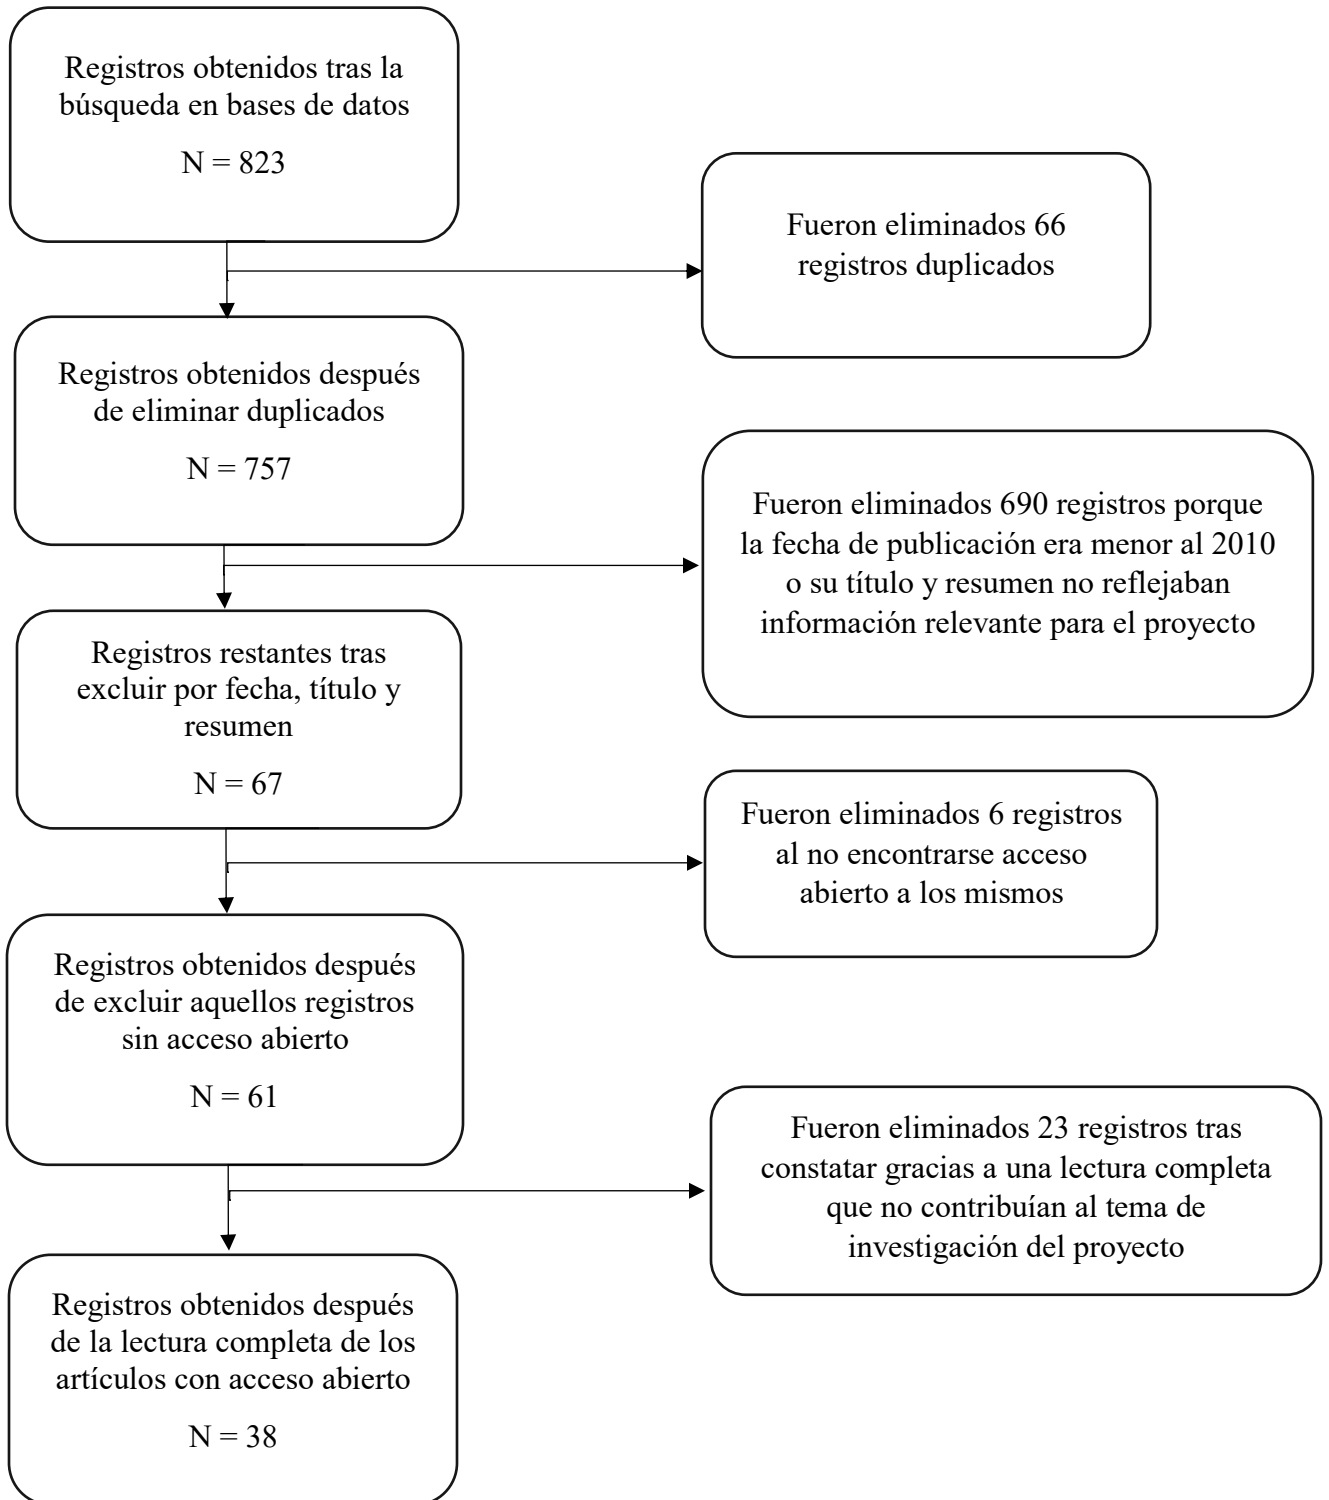 Registros obtenidos tras la
búsqueda en bases de datos
N = 823
Fueron eliminados 66
registros duplicados
Registros obtenidos después
de eliminar duplicados
N = 757
Fueron eliminados 690 registros porque
la fecha de publicación era menor al 2010
o su título y resumen no reflejaban
información relevante para el proyecto
Registros restantes tras
excluir por fecha, título y
resumen
N = 67
Fueron eliminados 6 registros
al no encontrarse acceso
abierto a los mismos
Registros obtenidos después
de excluir aquellos registros
sin acceso abierto
N = 61
Fueron eliminados 23 registros tras
constatar gracias a una lectura completa
que no contribuían al tema de
investigación del proyecto
Registros obtenidos después
de la lectura completa de los
artículos con acceso abierto
N = 38